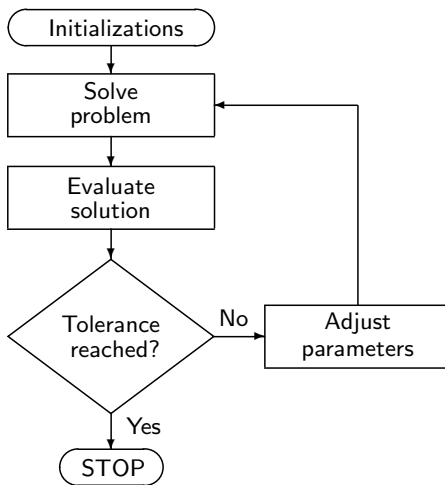 Initializations
Solve
problem
Evaluate
solution
Tolerance
reached?
No
Adjust
parameters
Yes
STOP